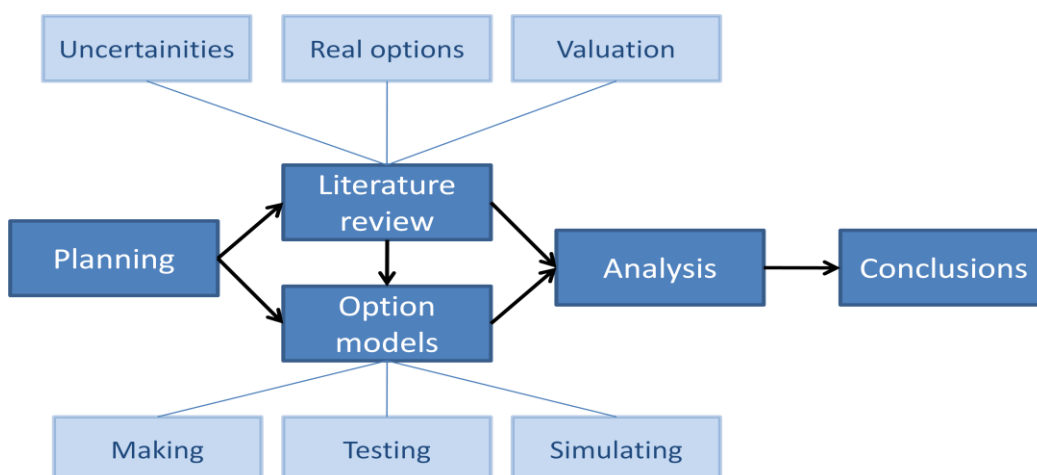 Uncertainities
Real options
Valuation
Literature
review
Planning
Analysis
Conclusions
Option
models
Making
Testing
Simulating